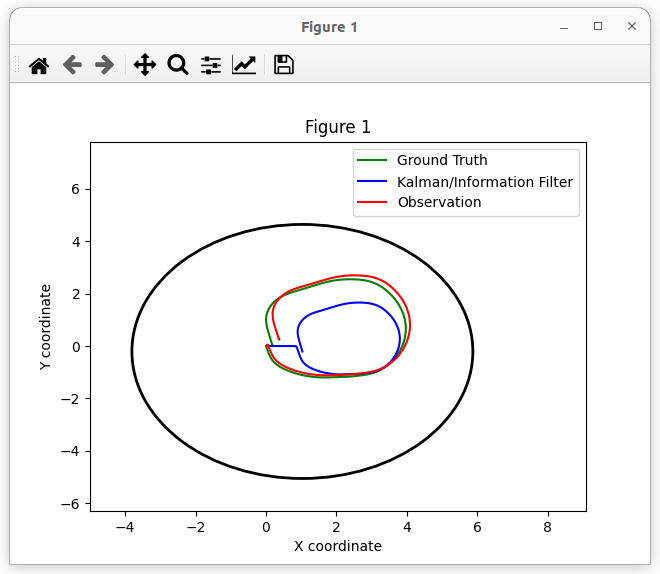 Figure 1
Figure 1
Ground Truth
Kalman/Information Filter
Observation
6
4
2
0
−2
−4
−6
Y coordinate
−4 −2 0 2 4 6 8
X coordinate